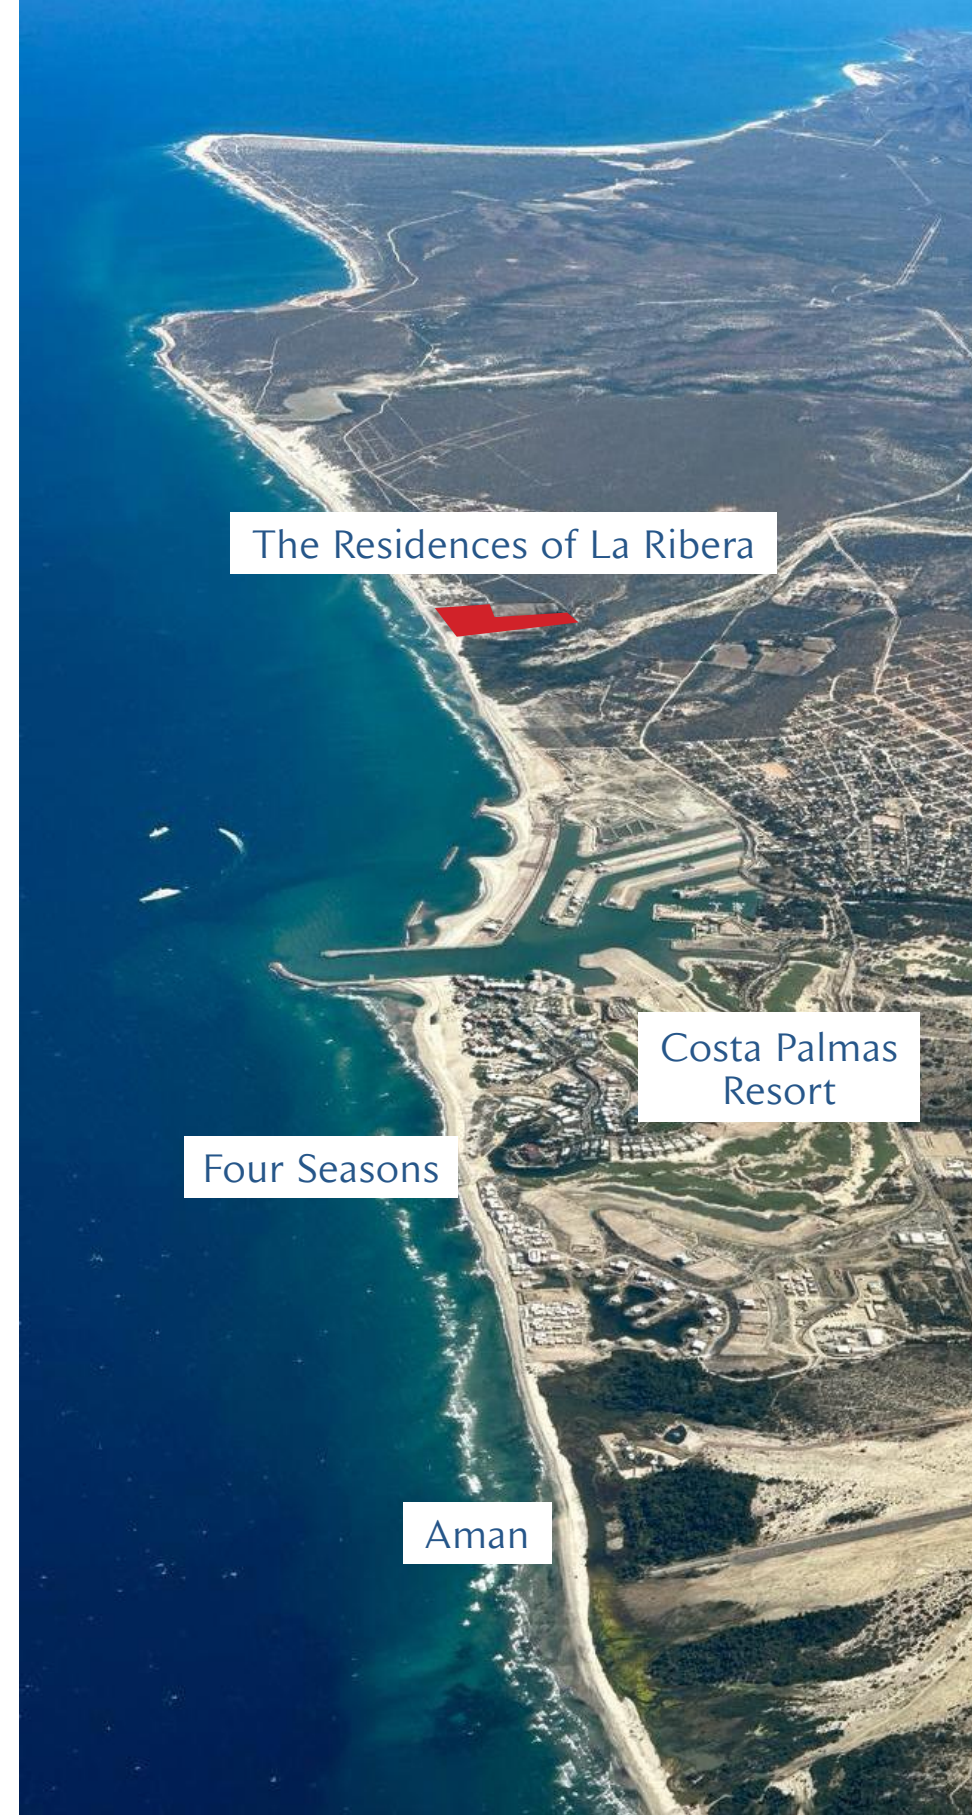 The Residences of La Ribera
Costa Palmas
Resort
Four Seasons
Aman